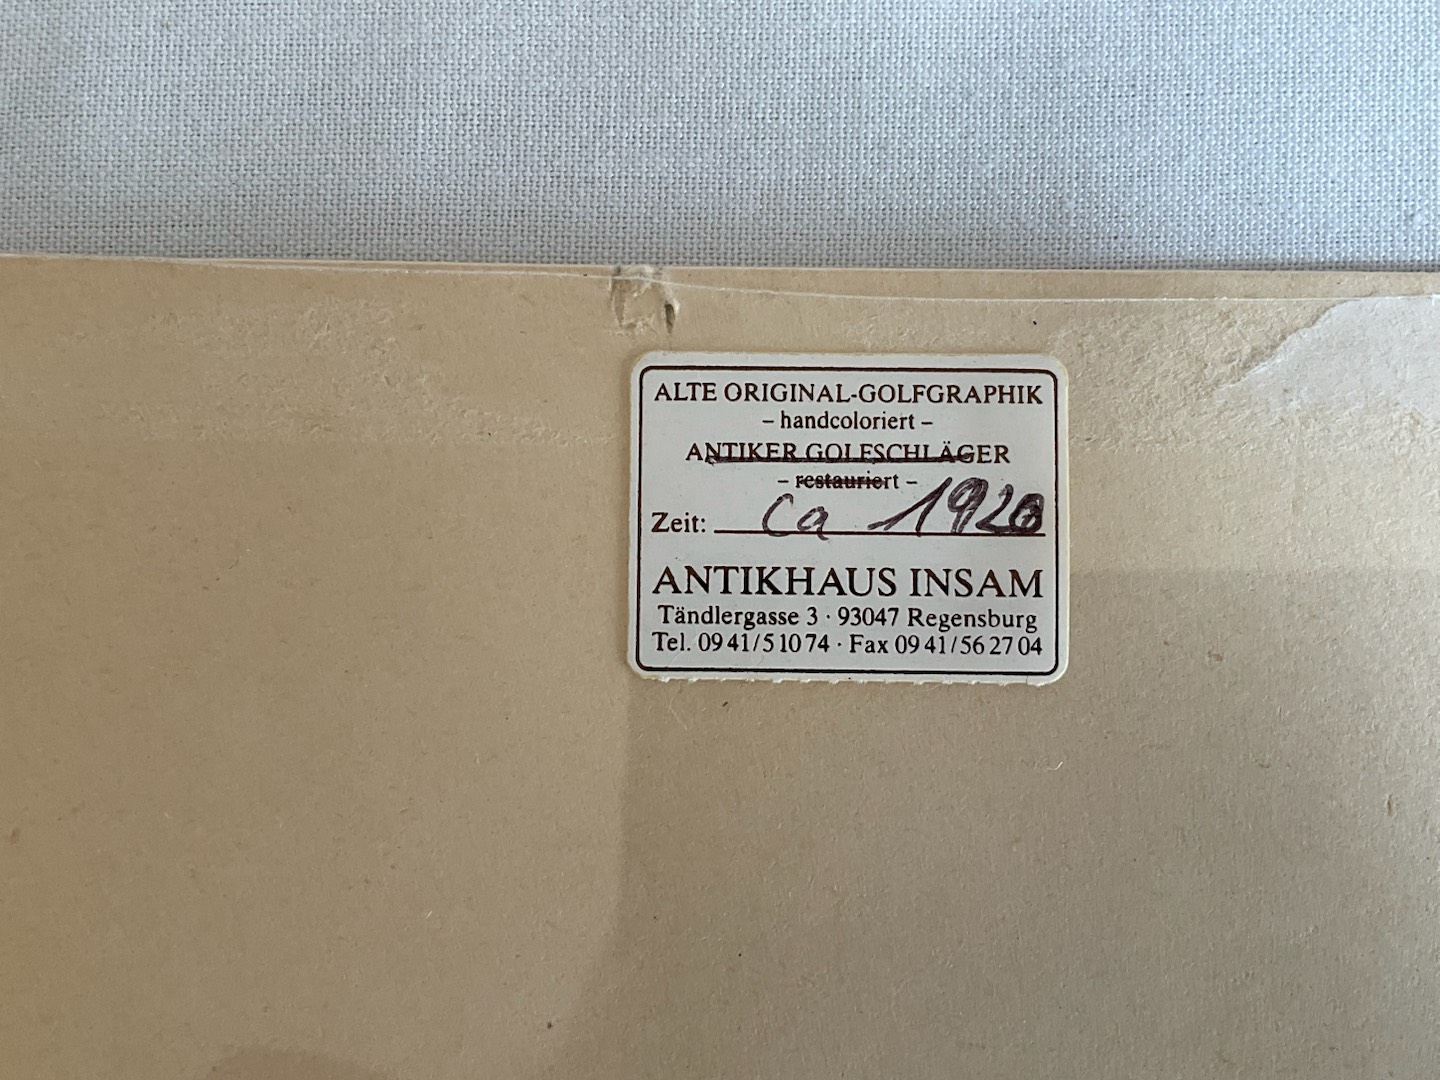 ALTE ORIGINAL-GOLFGRAPHIK
– handcoloriert –
ANTIKER GOLFSCHLÄGER
– restauriert –
Zeit: ca 1920
ANTIKHAUS INSAM
Tändlergasse 3 · 93047 Regensburg
Tel. 09 41/5 10 74 · Fax 09 41/56 27 04